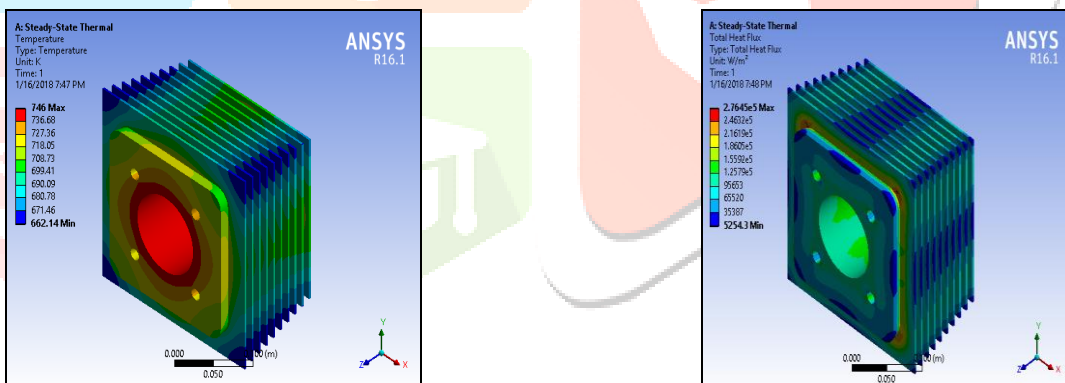 A: Steady-State Thermal
Temperature
Type: Temperature
Unit: K
Time: 1
1/16/2018 7:47 PM
746 Max
736.68
727.36
718.05
708.73
699.41
690.09
680.78
671.46
662.14 Min
ANSYS
R16.1
0.000
00 (m)
0.050
Y
Z
X
A: Steady-State Thermal
Total Heat Flux
Type: Total Heat Flux
Unit: W/m²
Time: 1
1/16/2018 7:48 PM
2.7645e5 Max
2.4632e5
2.1619e5
1.8605e5
1.5592e5
1.2579e5
95653
65520
35387
5254.3 Min
ANSYS
R16.1
0.000
00 (m)
0.050
Y
Z
X